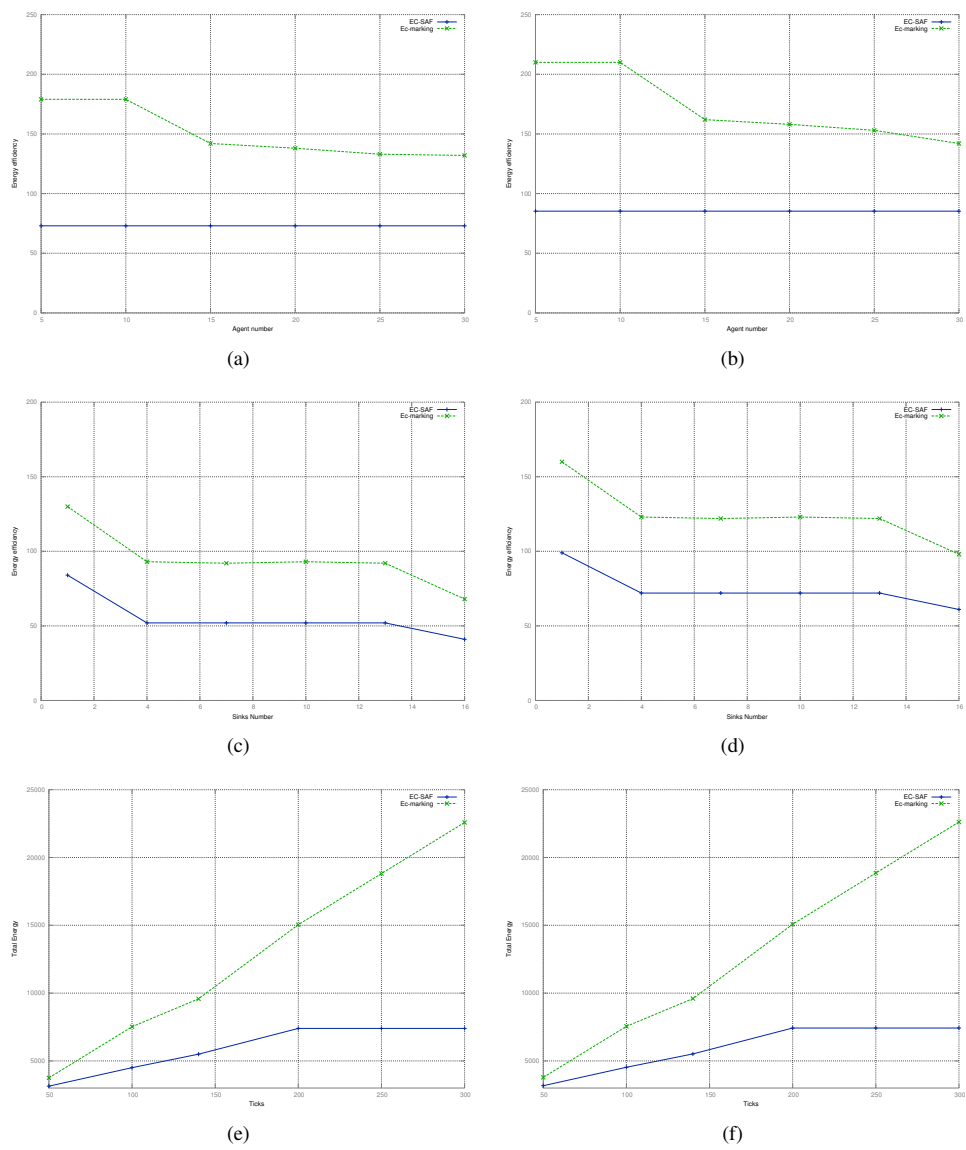 250
200
150
100
50
0
Energy efficiency
5 10 15 20 25 30
Agent number
EC-SAF
Ec-marking
(a)
250
200
150
100
50
0
Energy efficiency
5 10 15 20 25 30
Agent number
EC-SAF
Ec-marking
(b)
200
150
100
50
0
Energy efficiency
0 2 4 6 8 10 12 14 16
Sinks Number
EC-SAF
Ec-marking
(c)
200
150
100
50
0
Energy efficiency
0 2 4 6 8 10 12 14 16
Sinks Number
EC-SAF
Ec-marking
(d)
25000
20000
15000
10000
5000
Total Energy
50 100 150 200 250 300
Ticks
EC-SAF
Ec-marking
(e)
25000
20000
15000
10000
5000
Total Energy
50 100 150 200 250 300
Ticks
EC-SAF
Ec-marking
(f)